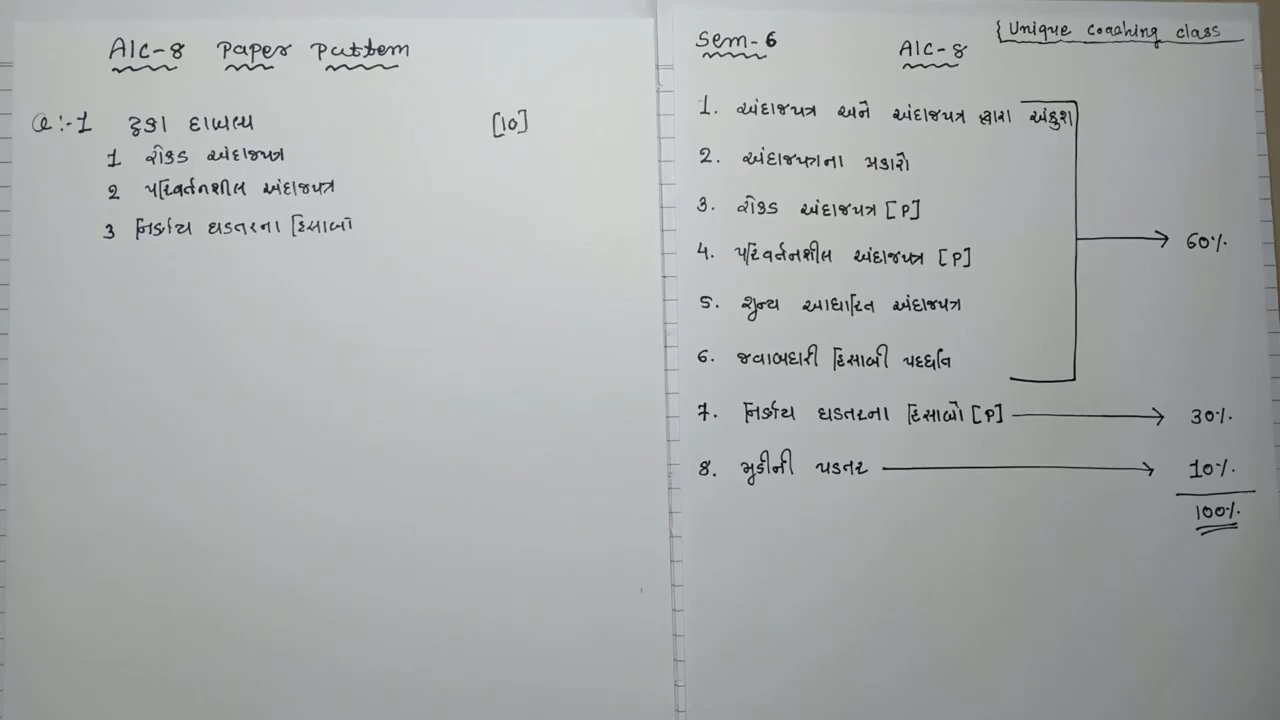 A/C-8 Paper Pattern
Q:-1 ટુકા દાખલા [10]
1 રોકડ અંદાજપત્ર
2 પરિવર્તનશીલ અંદાજપત્ર
3 નિર્ણય ઘડતરના હિસાબો
Sem-6 A/C-8 Unique coaching class
1. અંદાજપત્ર અને અંદાજપત્ર દ્વારા અંકુશ
2. અંદાજપત્રના પ્રકારો
3. રોકડ અંદાજપત્ર [P]
4. પરિવર્તનશીલ અંદાજપત્ર [P]
60%
5. શૂન્ય આધારિત અંદાજપત્ર
6. જવાબદારી હિસાબી પદ્ધતિ
7. નિર્ણય ઘડતરના હિસાબો [P] 30%.
8. મુડીની પડતર 10%.
100%.